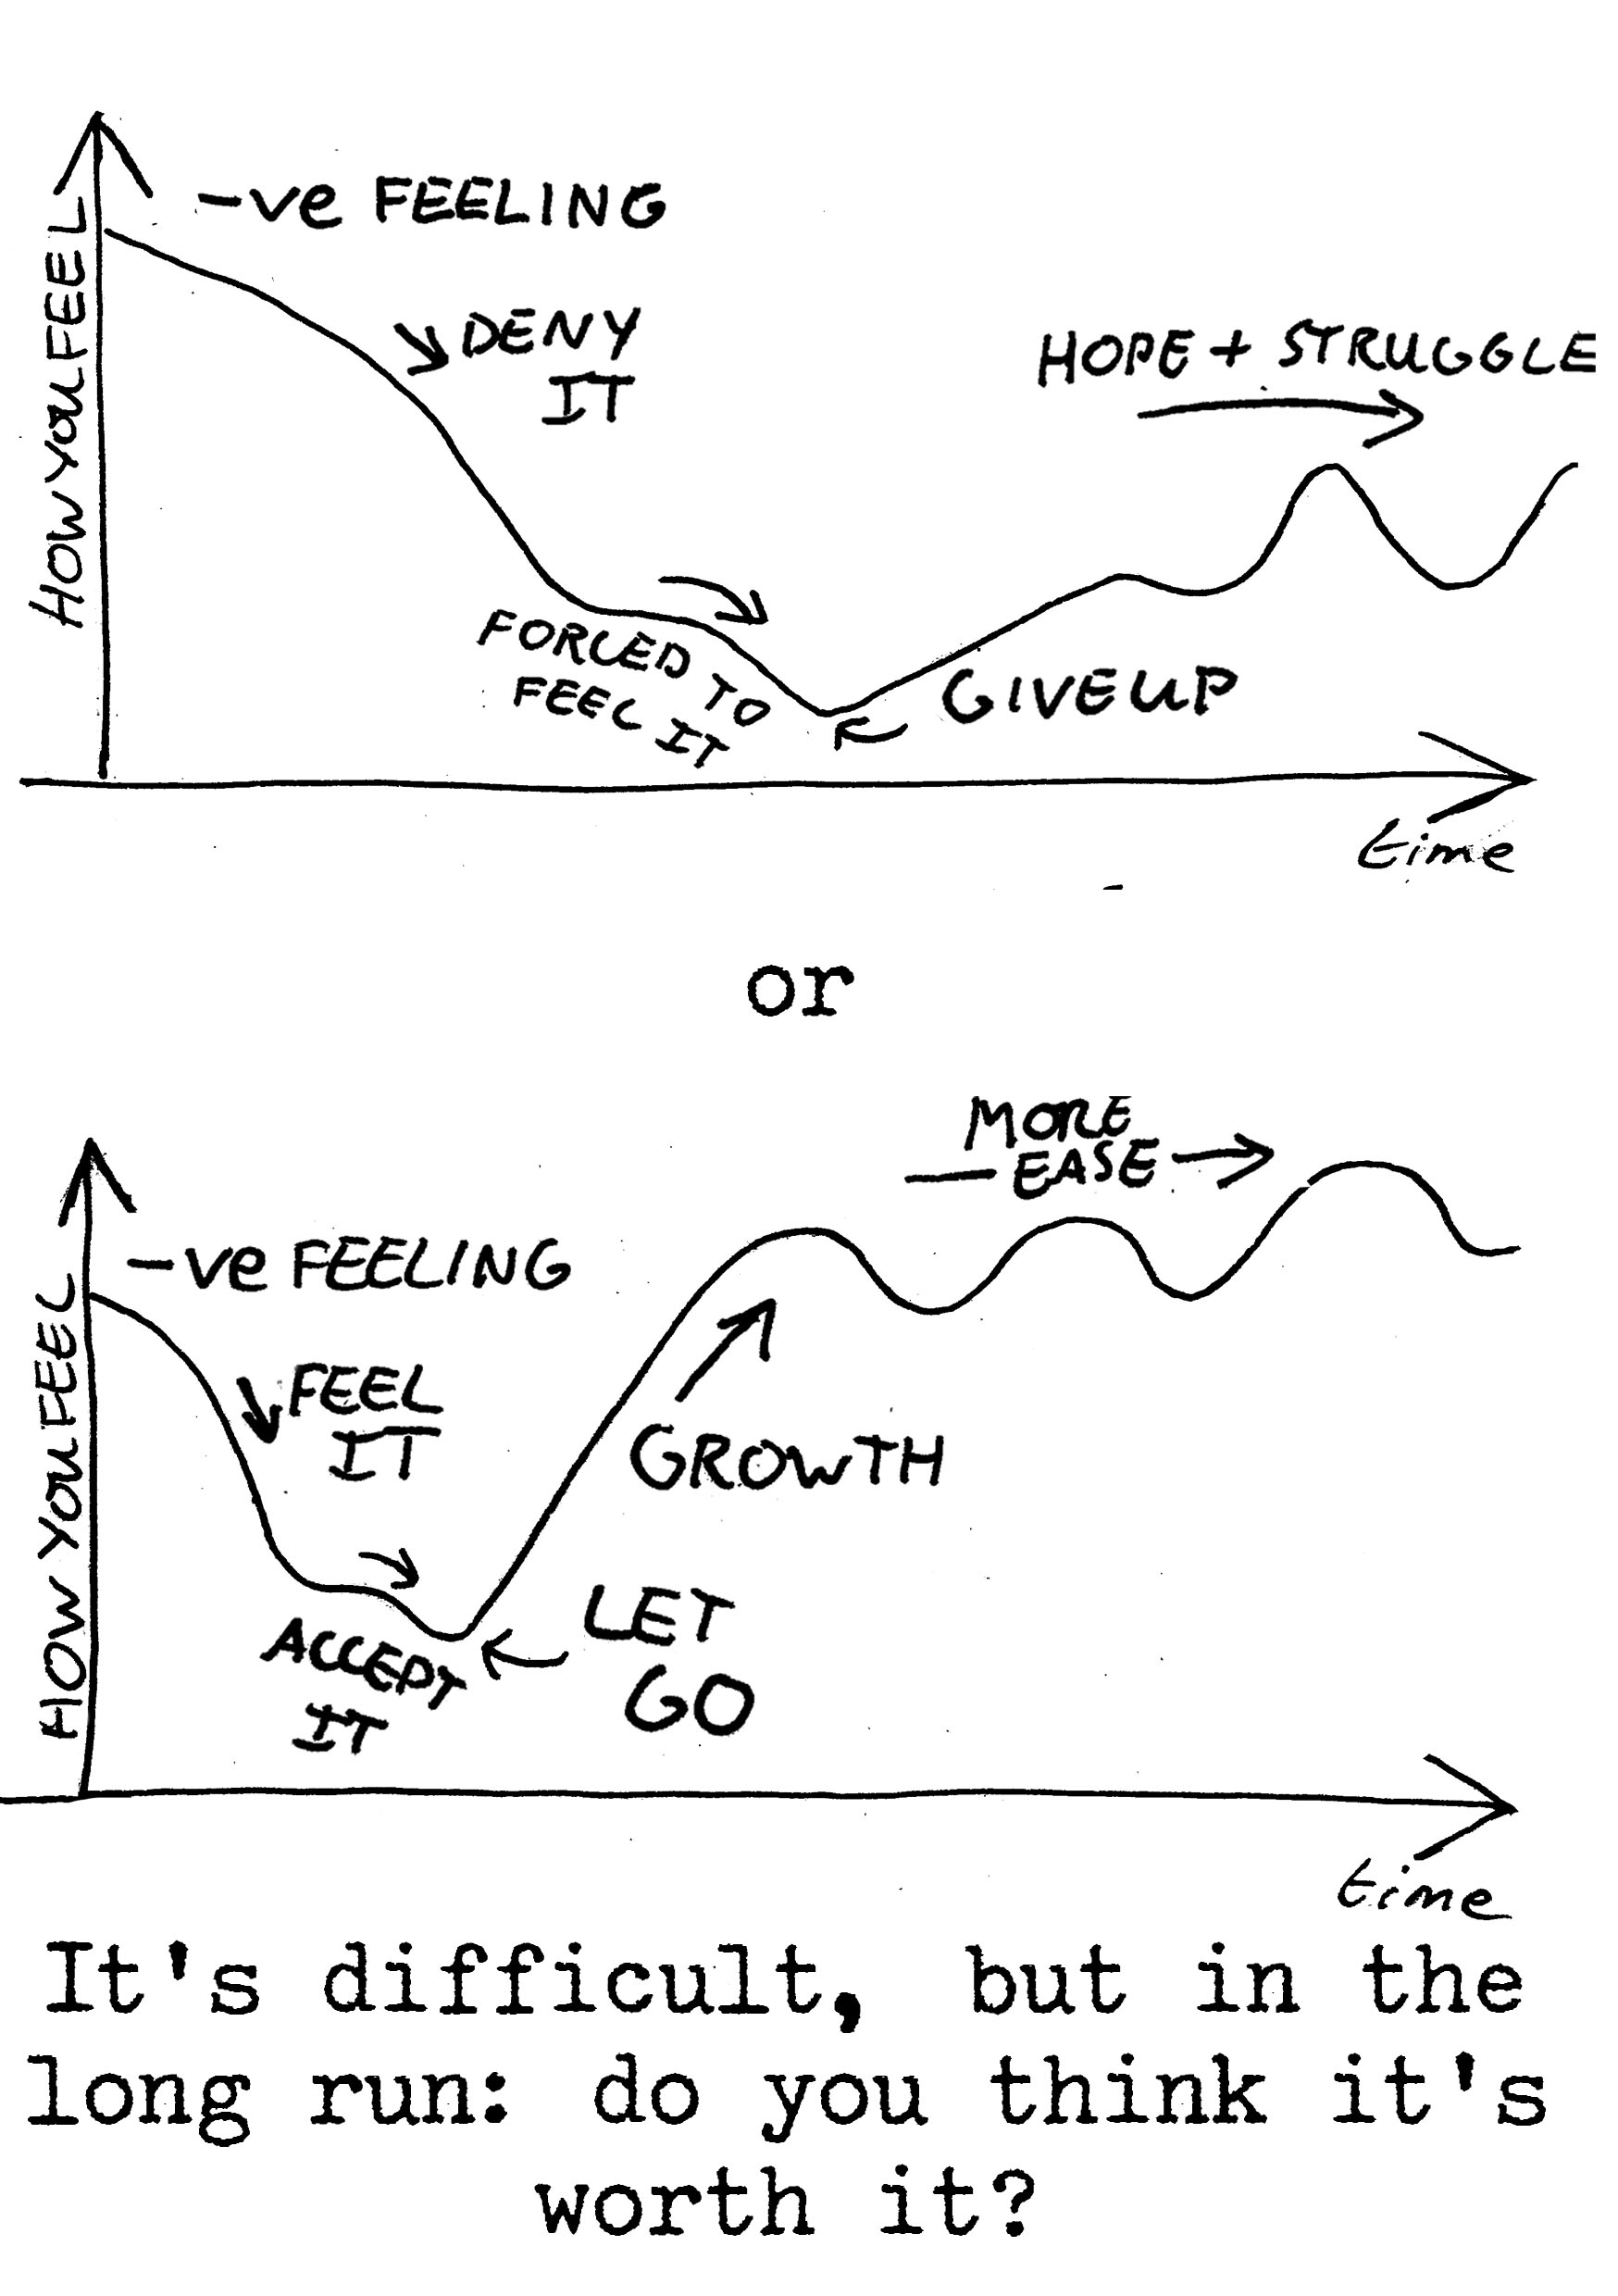 -ve FEELING
HOW YOU FEEL
DENY
IT
HOPE + STRUGGLE
FORCED TO
FEEL IT
GIVE UP
time
or
MORE
EASE
-ve FEELING
HOW YOU FEEL
FEEL
IT
GROWTH
ACCEPT
IT
LET
GO
time
It's difficult, but in the
long run: do you think it's
worth it?